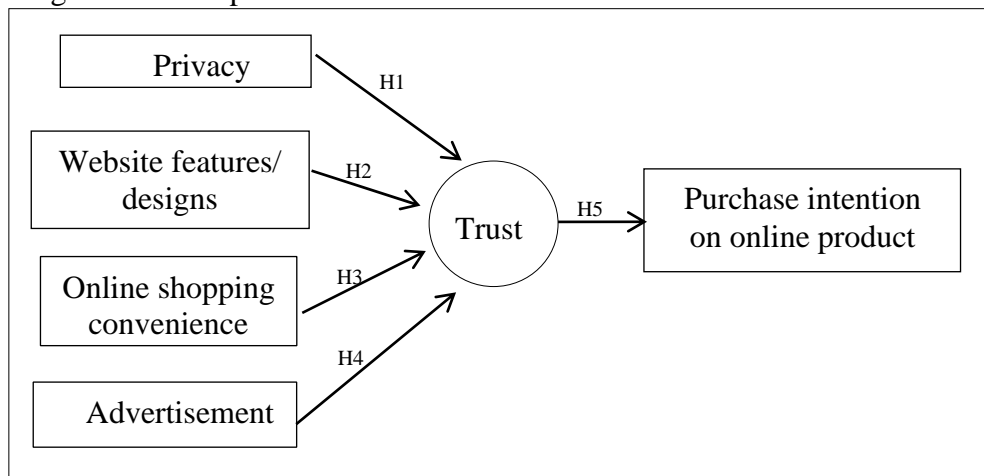 Privacy
H1
Website features/
designs
H2
Trust
H5
Purchase intention
on online product
Online shopping
convenience
H3
H4
Advertisement